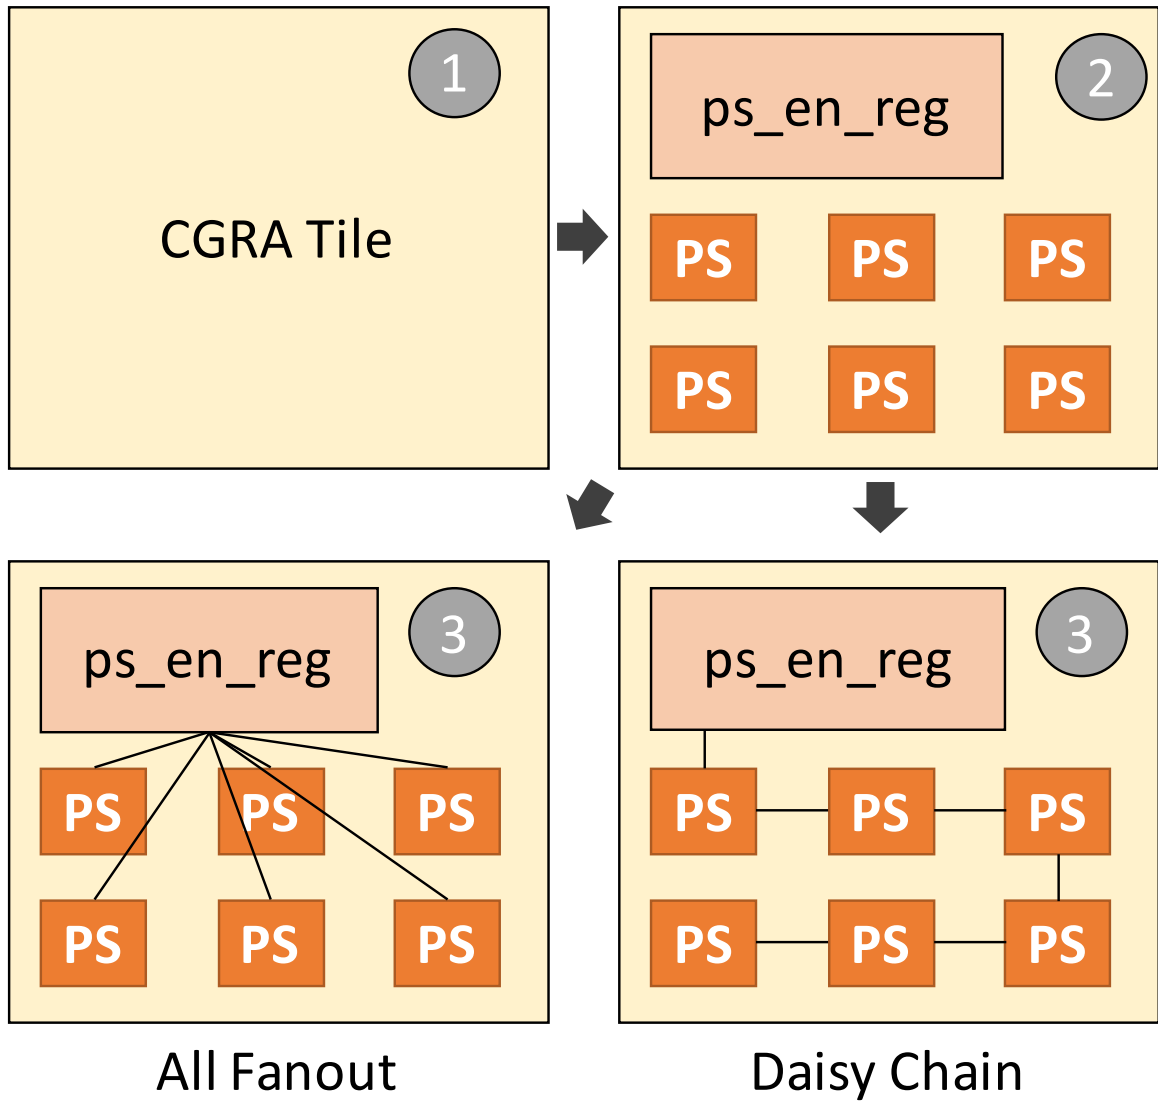 1
CGRA Tile
2
ps_en_reg
PS PS PS
PS PS PS
3
ps_en_reg
PS PS PS
PS PS PS
All Fanout
3
ps_en_reg
PS PS PS
PS PS PS
Daisy Chain